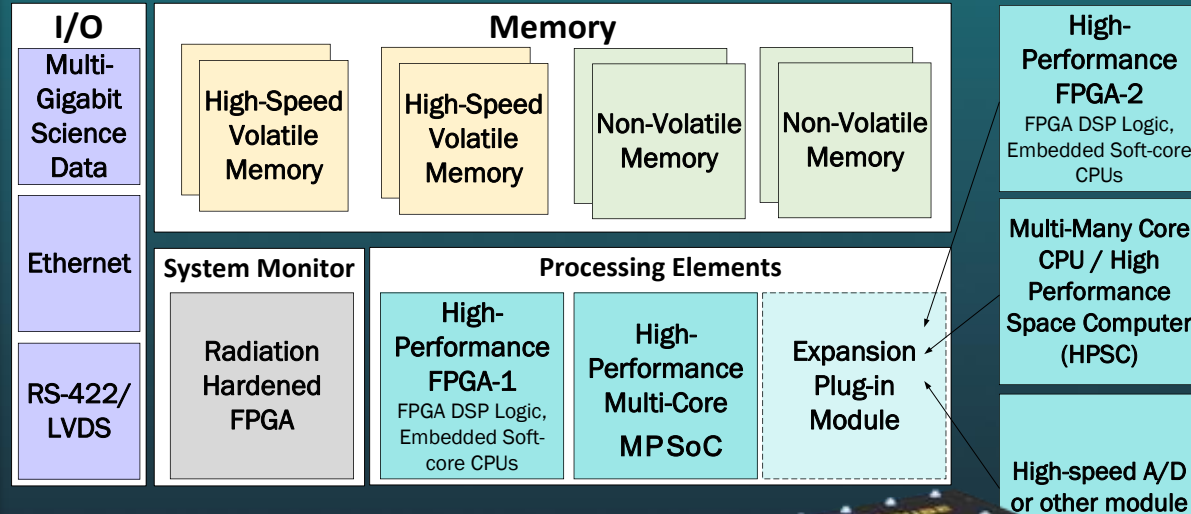 I/O
Multi-
Gigabit
Science
Data
Ethernet
RS-422/
LVDS
Memory
High-Speed
Volatile
Memory
High-Speed
Volatile
Memory
Non-Volatile
Memory
Non-Volatile
Memory
System Monitor
Radiation
Hardened
FPGA
Processing Elements
High-
Performance
FPGA-1
FPGA DSP Logic,
Embedded Soft-
core CPUs
High-
Performance
Multi-Core
MPSoC
Expansion
Plug-in
Module
High-
Performance
FPGA-2
FPGA DSP Logic,
Embedded Soft-core
CPUs
Multi-Many Core
CPU / High
Performance
Space Computer
(HPSC)
High-speed A/D
or other module